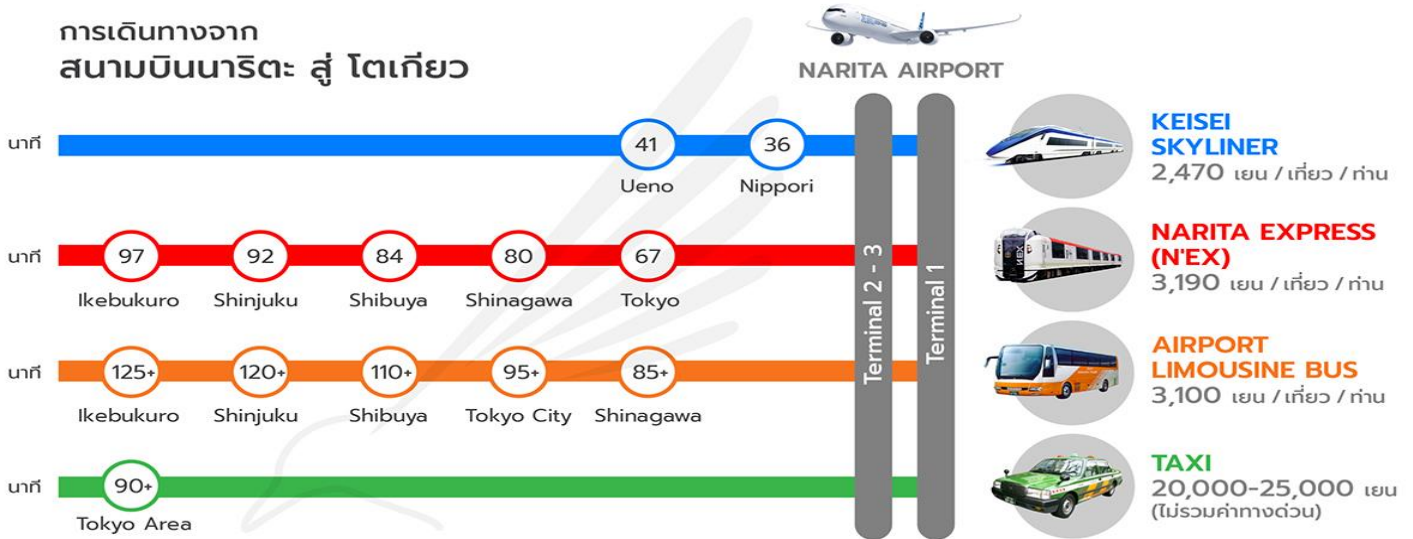 การเดินทางจาก
สนามบินนาริตะ สู่ โตเกียว
NARITA AIRPORT
นาที
41
36
Ueno
Nippori
KEISEI
SKYLINER
2,470 เยน / เที่ยว / ท่าน
นาที
97
92
84
80
67
Ikebukuro
Shinjuku
Shibuya
Shinagawa
Tokyo
NARITA EXPRESS
(N'EX)
3,190 เยน / เที่ยว / ท่าน
Terminal 2 - 3
Terminal 1
นาที
125+
120+
110+
95+
85+
Ikebukuro
Shinjuku
Shibuya
Tokyo City
Shinagawa
AIRPORT
LIMOUSINE BUS
3,100 เยน / เที่ยว / ท่าน
นาที
90+
Tokyo Area
TAXI
20,000-25,000 เยน
(ไม่รวมค่าทางด่วน)